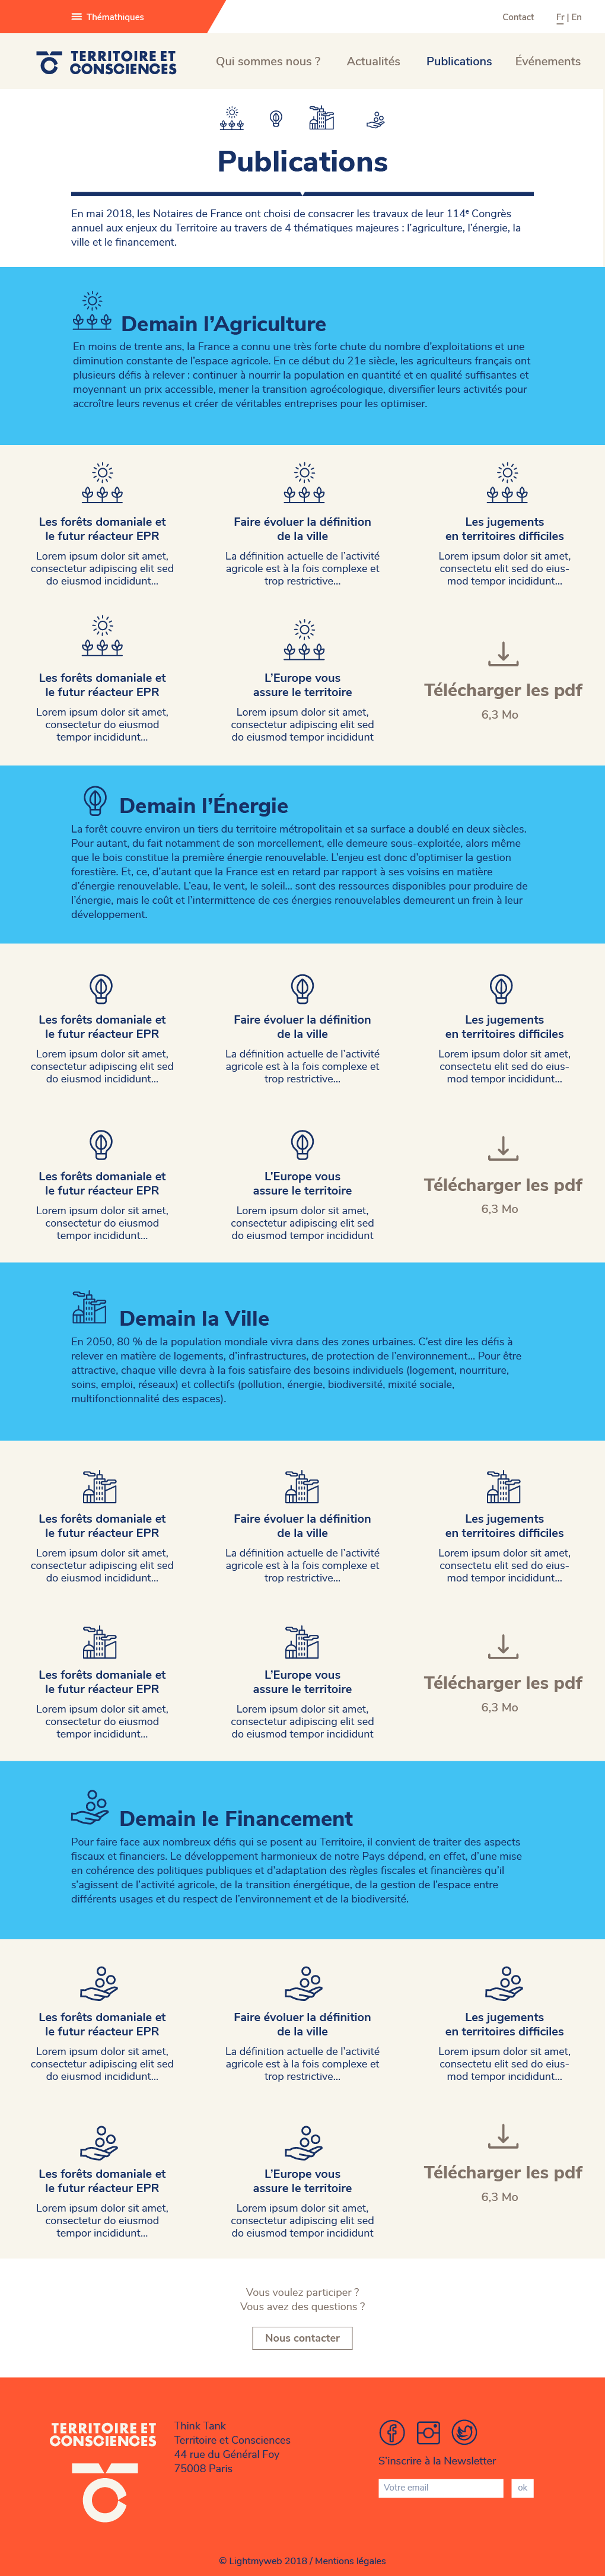 Thémathiques
Contact
Fr | En
TERRITOIRE ET
CONSCIENCES
Qui sommes nous ?
Actualités
Publications
Événements
Publications
En mai 2018, les Notaires de France ont choisi de consacrer les travaux de leur 114e Congrès
annuel aux enjeux du Territoire au travers de 4 thématiques majeures : l’agriculture, l’énergie, la
ville et le financement.
Demain l’Agriculture
En moins de trente ans, la France a connu une très forte chute du nombre d’exploitations et une
diminution constante de l’espace agricole. En ce début du 21e siècle, les agriculteurs français ont
plusieurs défis à relever : continuer à nourrir la population en quantité et en qualité suffisantes et
moyennant un prix accessible, mener la transition agroécologique, diversifier leurs activités pour
accroître leurs revenus et créer de véritables entreprises pour les optimiser.
Les forêts domaniale et
le futur réacteur EPR
Lorem ipsum dolor sit amet,
consectetur adipiscing elit sed
do eiusmod incididunt...
Faire évoluer la définition
de la ville
La définition actuelle de l’activité
agricole est à la fois complexe et
trop restrictive...
Les jugements
en territoires difficiles
Lorem ipsum dolor sit amet,
consectetu elit sed do eius-
mod tempor incididunt...
Les forêts domaniale et
le futur réacteur EPR
Lorem ipsum dolor sit amet,
consectetur do eiusmod
tempor incididunt...
L’Europe vous
assure le territoire
Lorem ipsum dolor sit amet,
consectetur adipiscing elit sed
do eiusmod tempor incididunt
Télécharger les pdf
6,3 Mo
Demain l’Énergie
La forêt couvre environ un tiers du territoire métropolitain et sa surface a doublé en deux siècles.
Pour autant, du fait notamment de son morcellement, elle demeure sous-exploitée, alors même
que le bois constitue la première énergie renouvelable. L’enjeu est donc d’optimiser la gestion
forestière. Et, ce, d’autant que la France est en retard par rapport à ses voisins en matière
d’énergie renouvelable. L’eau, le vent, le soleil... sont des ressources disponibles pour produire de
l’énergie, mais le coût et l’intermittence de ces énergies renouvelables demeurent un frein à leur
développement.
Les forêts domaniale et
le futur réacteur EPR
Lorem ipsum dolor sit amet,
consectetur adipiscing elit sed
do eiusmod incididunt...
Faire évoluer la définition
de la ville
La définition actuelle de l’activité
agricole est à la fois complexe et
trop restrictive...
Les jugements
en territoires difficiles
Lorem ipsum dolor sit amet,
consectetu elit sed do eius-
mod tempor incididunt...
Les forêts domaniale et
le futur réacteur EPR
Lorem ipsum dolor sit amet,
consectetur do eiusmod
tempor incididunt...
L’Europe vous
assure le territoire
Lorem ipsum dolor sit amet,
consectetur adipiscing elit sed
do eiusmod tempor incididunt
Télécharger les pdf
6,3 Mo
Demain la Ville
En 2050, 80 % de la population mondiale vivra dans des zones urbaines. C’est dire les défis à
relever en matière de logements, d’infrastructures, de protection de l’environnement... Pour être
attractive, chaque ville devra à la fois satisfaire des besoins individuels (logement, nourriture,
soins, emploi, réseaux) et collectifs (pollution, énergie, biodiversité, mixité sociale,
multifonctionnalité des espaces).
Les forêts domaniale et
le futur réacteur EPR
Lorem ipsum dolor sit amet,
consectetur adipiscing elit sed
do eiusmod incididunt...
Faire évoluer la définition
de la ville
La définition actuelle de l’activité
agricole est à la fois complexe et
trop restrictive...
Les jugements
en territoires difficiles
Lorem ipsum dolor sit amet,
consectetu elit sed do eius-
mod tempor incididunt...
Les forêts domaniale et
le futur réacteur EPR
Lorem ipsum dolor sit amet,
consectetur do eiusmod
tempor incididunt...
L’Europe vous
assure le territoire
Lorem ipsum dolor sit amet,
consectetur adipiscing elit sed
do eiusmod tempor incididunt
Télécharger les pdf
6,3 Mo
Demain le Financement
Pour faire face aux nombreux défis qui se posent au Territoire, il convient de traiter des aspects
fiscaux et financiers. Le développement harmonieux de notre Pays dépend, en effet, d’une mise
en cohérence des politiques publiques et d’adaptation des règles fiscales et financières qu’il
s’agissent de l’activité agricole, de la transition énergétique, de la gestion de l’espace entre
différents usages et du respect de l’environnement et de la biodiversité.
Les forêts domaniale et
le futur réacteur EPR
Lorem ipsum dolor sit amet,
consectetur adipiscing elit sed
do eiusmod incididunt...
Faire évoluer la définition
de la ville
La définition actuelle de l’activité
agricole est à la fois complexe et
trop restrictive...
Les jugements
en territoires difficiles
Lorem ipsum dolor sit amet,
consectetu elit sed do eius-
mod tempor incididunt...
Les forêts domaniale et
le futur réacteur EPR
Lorem ipsum dolor sit amet,
consectetur do eiusmod
tempor incididunt...
L’Europe vous
assure le territoire
Lorem ipsum dolor sit amet,
consectetur adipiscing elit sed
do eiusmod tempor incididunt
Télécharger les pdf
6,3 Mo
Vous voulez participer ?
Vous avez des questions ?
Nous contacter
TERRITOIRE ET
CONSCIENCES
Think Tank
Territoire et Consciences
44 rue du Général Foy
75008 Paris
S’inscrire à la Newsletter
Votre email
ok
© Lightmyweb 2018 / Mentions légales